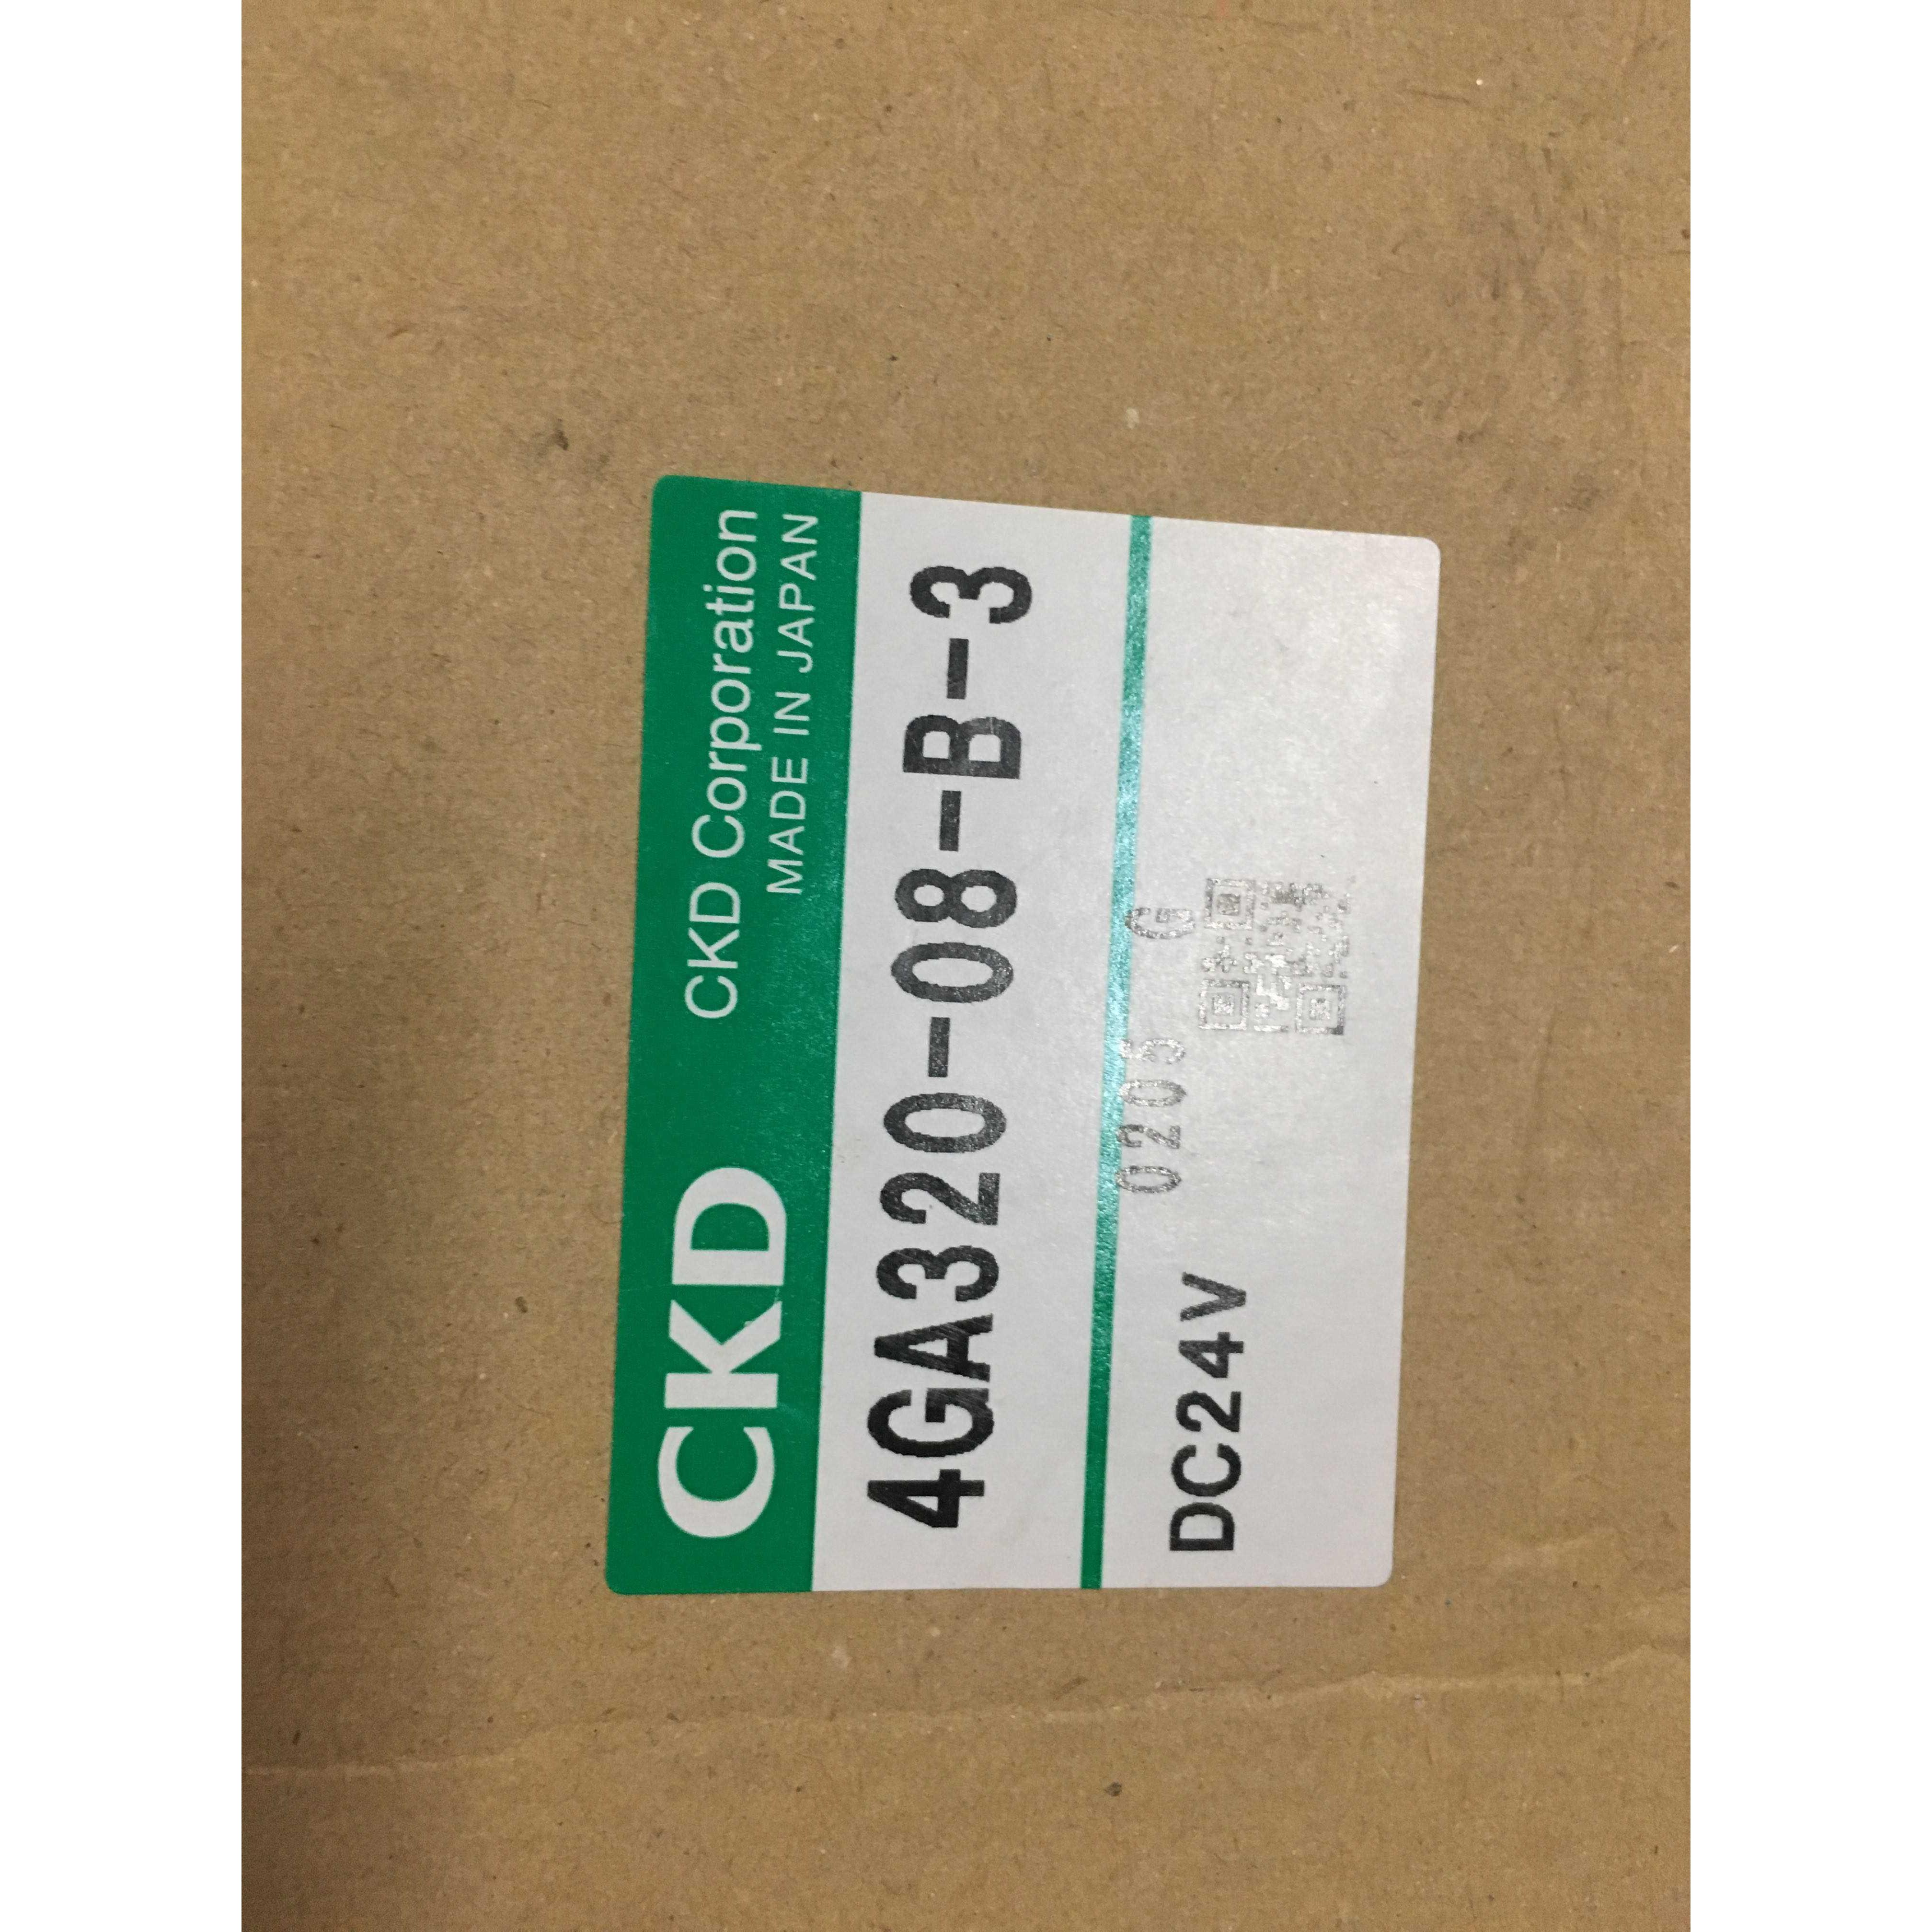 CKD
CKD Corporation
MADE IN JAPAN
4GA320-08-B-3
0205 G
DC24V